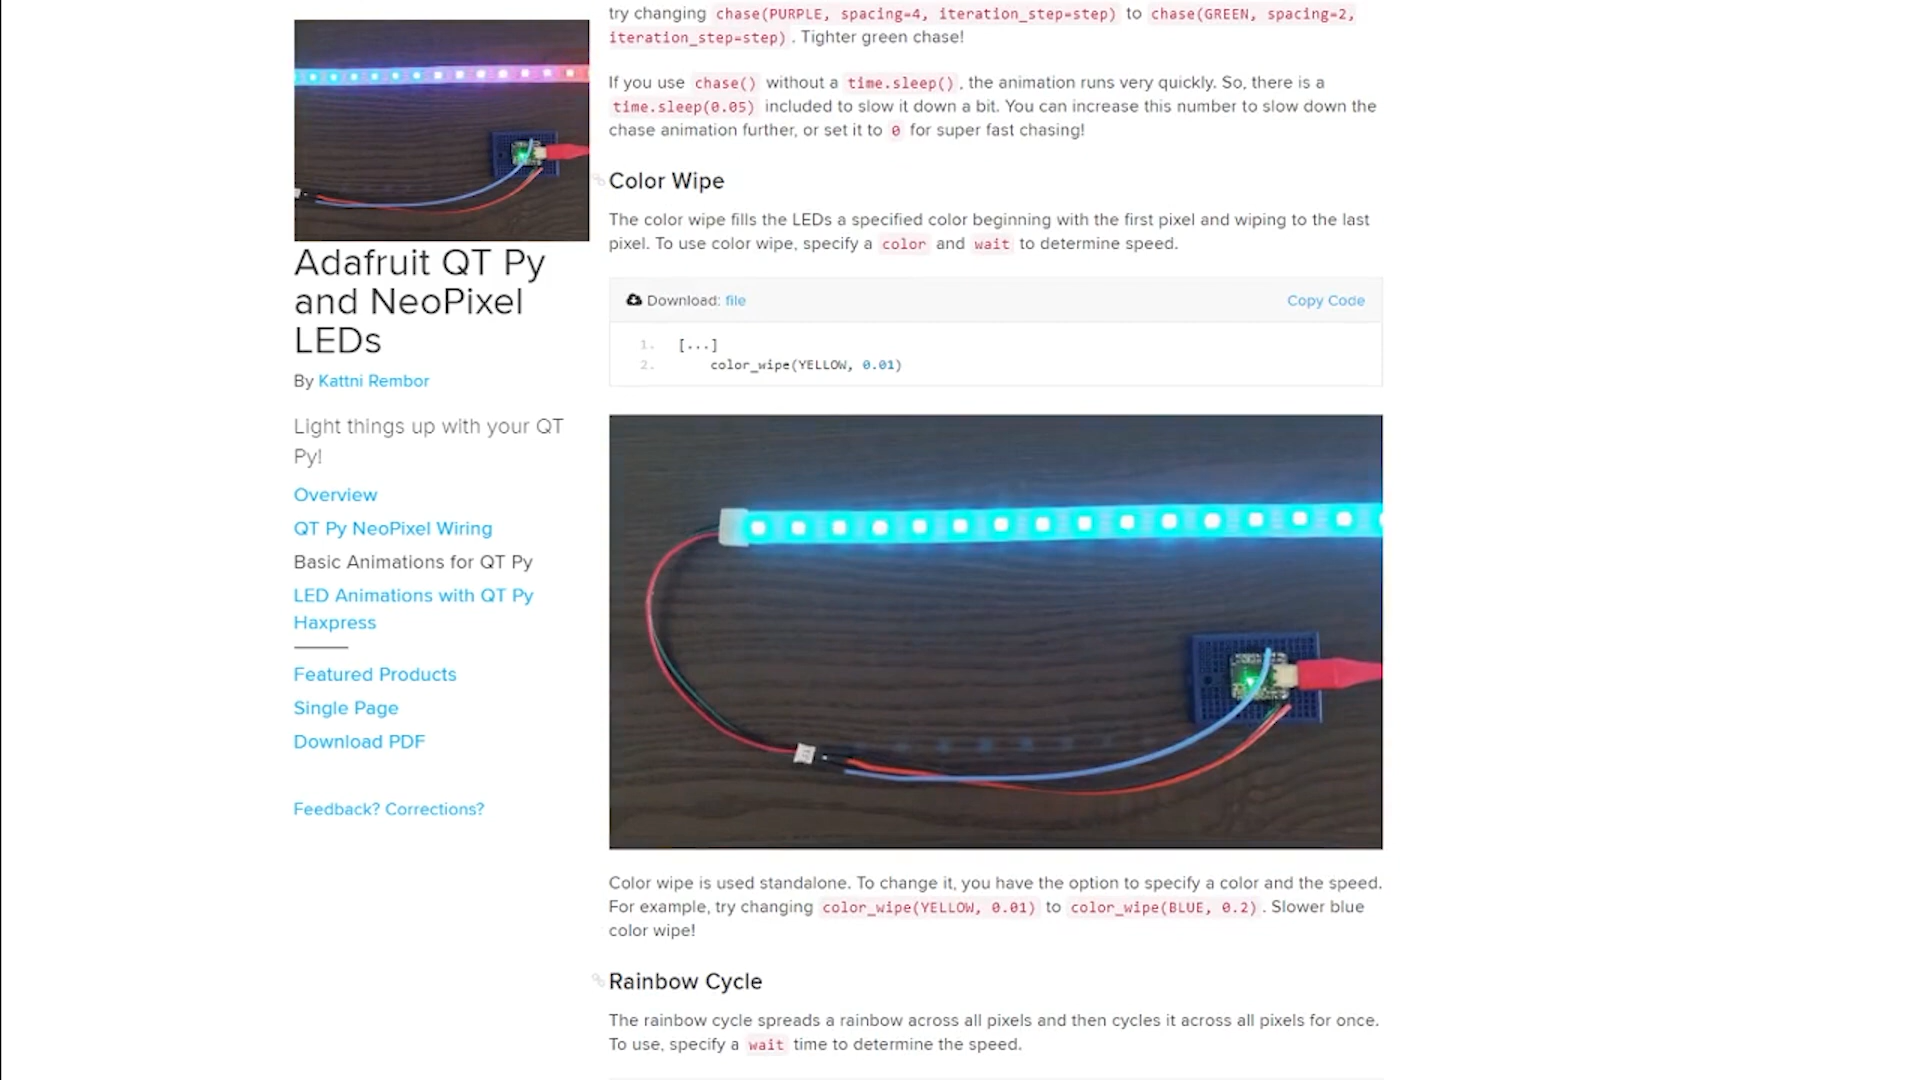 try changing chase(PURPLE, spacing=4, iteration_step=step) to chase(GREEN, spacing=2,
iteration_step=step) . Tighter green chase!
If you use chase() without a time.sleep() , the animation runs very quickly. So, there is a
time.sleep(0.05) included to slow it down a bit. You can increase this number to slow down the
chase animation further, or set it to 0 for super fast chasing!
Color Wipe
The color wipe fills the LEDs a specified color beginning with the first pixel and wiping to the last
pixel. To use color wipe, specify a color and wait to determine speed.
Download: file Copy Code
1. [...]
2. color_wipe(YELLOW, 0.01)
Color wipe is used standalone. To change it, you have the option to specify a color and the speed.
For example, try changing color_wipe(YELLOW, 0.01) to color_wipe(BLUE, 0.2) . Slower blue
color wipe!
Rainbow Cycle
The rainbow cycle spreads a rainbow across all pixels and then cycles it across all pixels for once.
To use, specify a wait time to determine the speed.
Adafruit QT Py
and NeoPixel
LEDs
By Kattni Rembor
Light things up with your QT
Py!
Overview
QT Py NeoPixel Wiring
Basic Animations for QT Py
LED Animations with QT Py
Haxpress
Featured Products
Single Page
Download PDF
Feedback? Corrections?